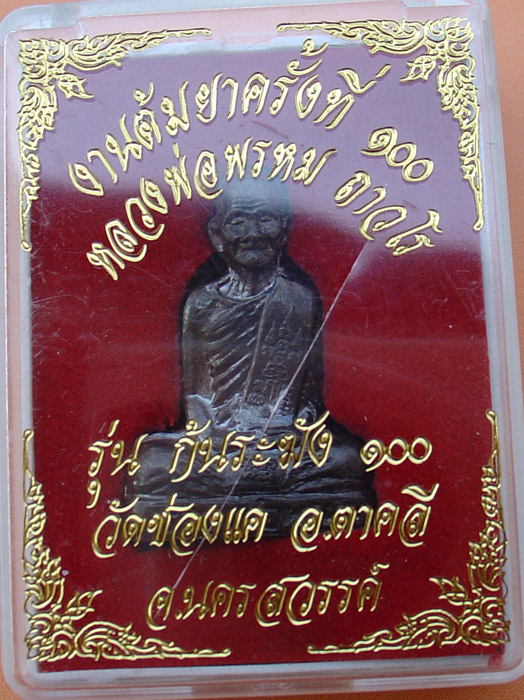 งานต้มยาครั้งที่ ๑๐๐
หลวงพ่อพรหม ถาวโร
รุ่น ก้นระฆัง ๑๐๐
วัดช่องแค อ.ตาคลี
จ.นครสวรรค์